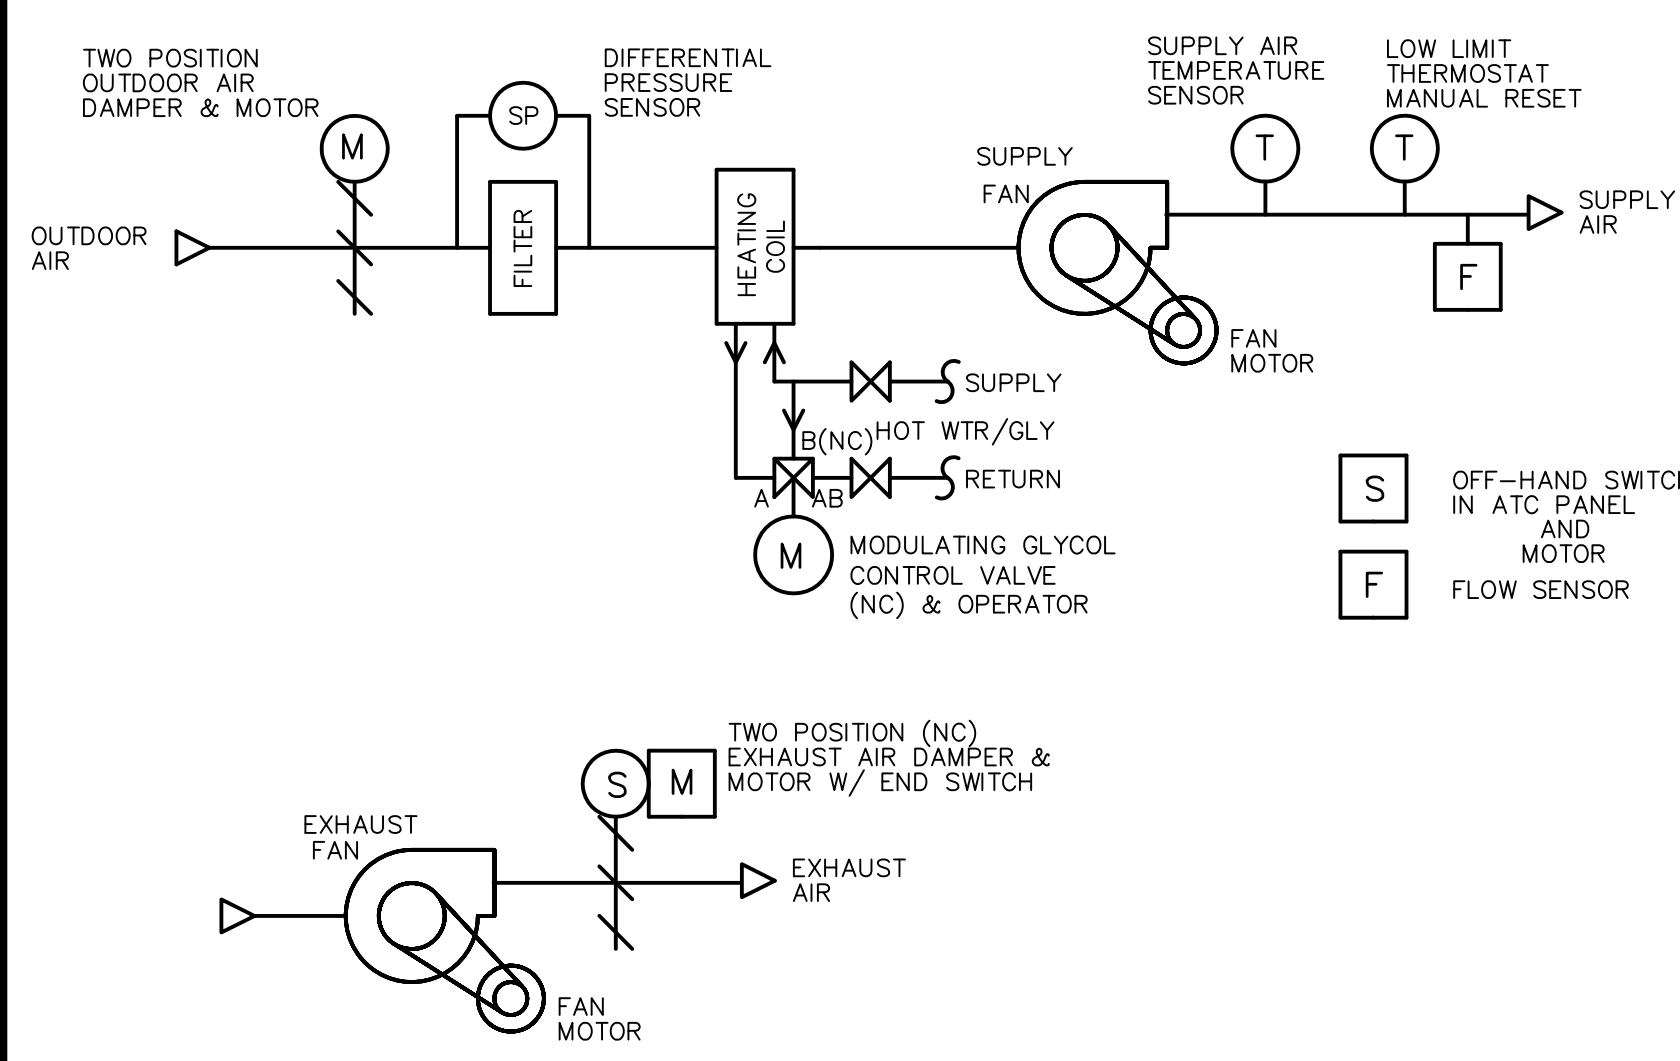 TWO POSITION
OUTDOOR AIR
DAMPER & MOTOR
M
SP
DIFFERENTIAL
PRESSURE
SENSOR
SUPPLY AIR
TEMPERATURE
SENSOR
T
LOW LIMIT
THERMOSTAT
MANUAL RESET
T
OUTDOOR
AIR
FILTER
HEATING
COIL
SUPPLY
FAN
SUPPLY
AIR
F
FAN
MOTOR
SUPPLY
B(NC)
HOT WTR/GLY
A
AB
RETURN
M
MODULATING GLYCOL
CONTROL VALVE
(NC) & OPERATOR
S
OFF-HAND SWITCH
IN ATC PANEL
AND
MOTOR
F
FLOW SENSOR
S
M
TWO POSITION (NC)
EXHAUST AIR DAMPER &
MOTOR W/ END SWITCH
EXHAUST
FAN
EXHAUST
AIR
FAN
MOTOR